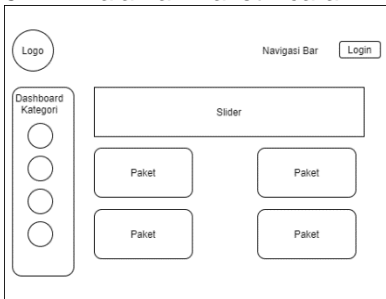 Logo
Navigasi Bar
Login
Dashboard
Kategori
Slider
Paket
Paket
Paket
Paket